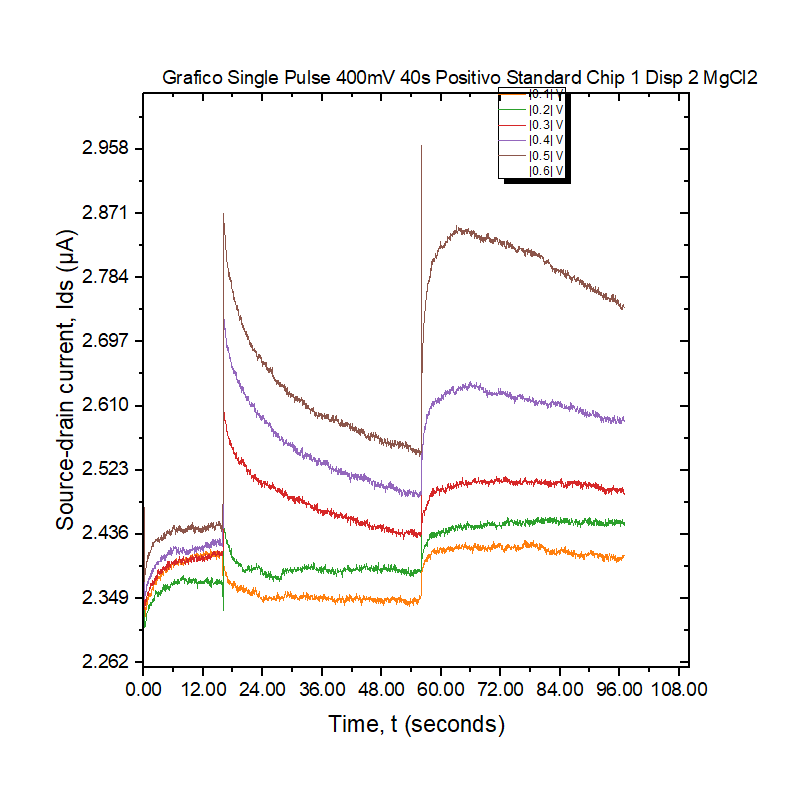 Grafico Single Pulse 400mV 40s Positivo Standard Chip 1 Disp 2 MgCl2
|0.1| V
|0.2| V
|0.3| V
|0.4| V
|0.5| V
|0.6| V
2.958
2.871
2.784
2.697
2.610
2.523
2.436
2.349
2.262
Source-drain current, Ids (µA)
0.00 12.00 24.00 36.00 48.00 60.00 72.00 84.00 96.00 108.00
Time, t (seconds)